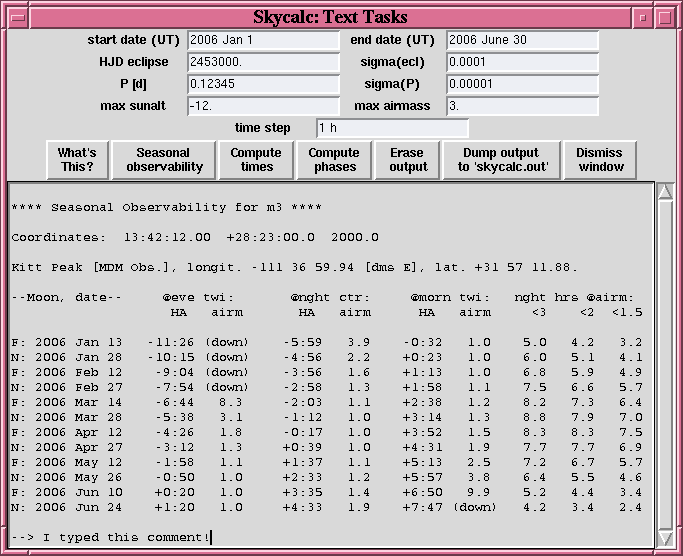 Skycalc: Text Tasks
start date (UT) 2006 Jan 1 end date (UT) 2006 June 30
HJD eclipse 2453000. sigma(ecl) 0.0001
P [d] 0.12345 sigma(P) 0.00001
max sunalt -12. max airmass 3.
time step 1 h
What's This? Seasonal observability Compute times Compute phases Erase output Dump output to 'skycalc.out' Dismiss window
**** Seasonal Observability for m3 ****
Coordinates:  13:42:12.00  +28:23:00.0  2000.0
Kitt Peak [MDM Obs.], longit. -111 36 59.94 [dms E], lat. +31 57 11.88.
--Moon, date--     @eve twi:       @nght ctr:      @morn twi:   nght hrs @airm:
HA   airm       HA   airm       HA   airm      <3    <2  <1.5
F: 2006 Jan 13   -11:26 (down)    -5:59   3.9    -0:32   1.0    5.0   4.2   3.2
N: 2006 Jan 28   -10:15 (down)    -4:56   2.2    +0:23   1.0    6.0   5.1   4.1
F: 2006 Feb 12    -9:04 (down)    -3:56   1.6    +1:13   1.0    6.8   5.9   4.9
N: 2006 Feb 27    -7:54 (down)    -2:58   1.3    +1:58   1.1    7.5   6.6   5.7
F: 2006 Mar 14    -6:44   8.3     -2:03   1.1    +2:38   1.2    8.2   7.3   6.4
N: 2006 Mar 28    -5:38   3.1     -1:12   1.0    +3:14   1.3    8.8   7.9   7.0
F: 2006 Apr 12    -4:26   1.8     -0:17   1.0    +3:52   1.5    8.3   8.3   7.5
N: 2006 Apr 27    -3:12   1.3     +0:39   1.0    +4:31   1.9    7.7   7.7   6.9
F: 2006 May 12    -1:58   1.1     +1:37   1.1    +5:13   2.5    7.2   6.7   5.7
N: 2006 May 26    -0:50   1.0     +2:33   1.2    +5:57   3.8    6.4   5.5   4.6
F: 2006 Jun 10    +0:20   1.0     +3:35   1.4    +6:50   9.9    5.2   4.4   3.4
N: 2006 Jun 24    +1:20   1.0     +4:33   1.9    +7:47 (down)   4.2   3.4   2.4
--> I typed this comment!